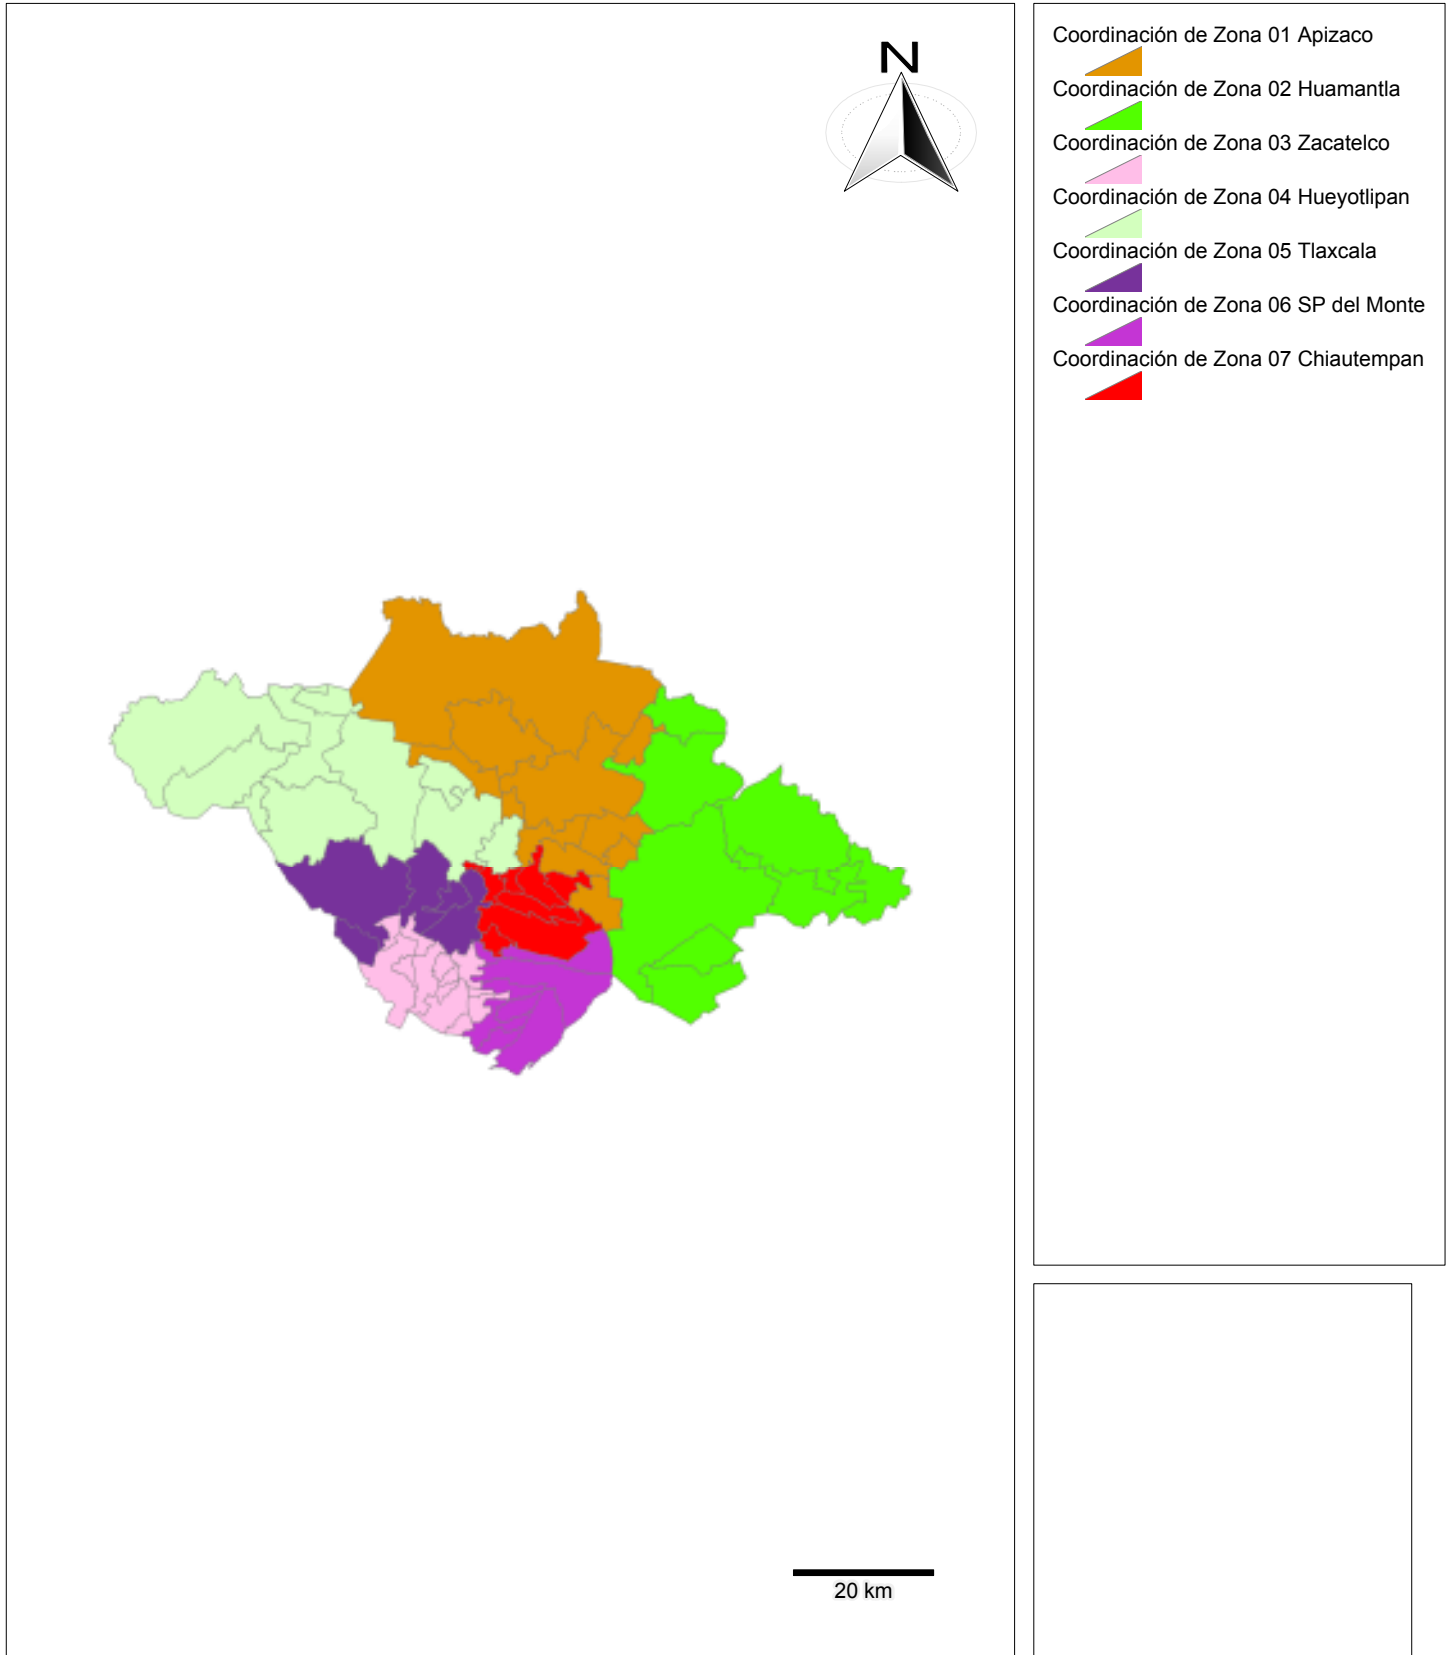 N
Coordinación de Zona 01 Apizaco
Coordinación de Zona 02 Huamantla
Coordinación de Zona 03 Zacatelco
Coordinación de Zona 04 Hueyotlipan
Coordinación de Zona 05 Tlaxcala
Coordinación de Zona 06 SP del Monte
Coordinación de Zona 07 Chiautempan
20 km